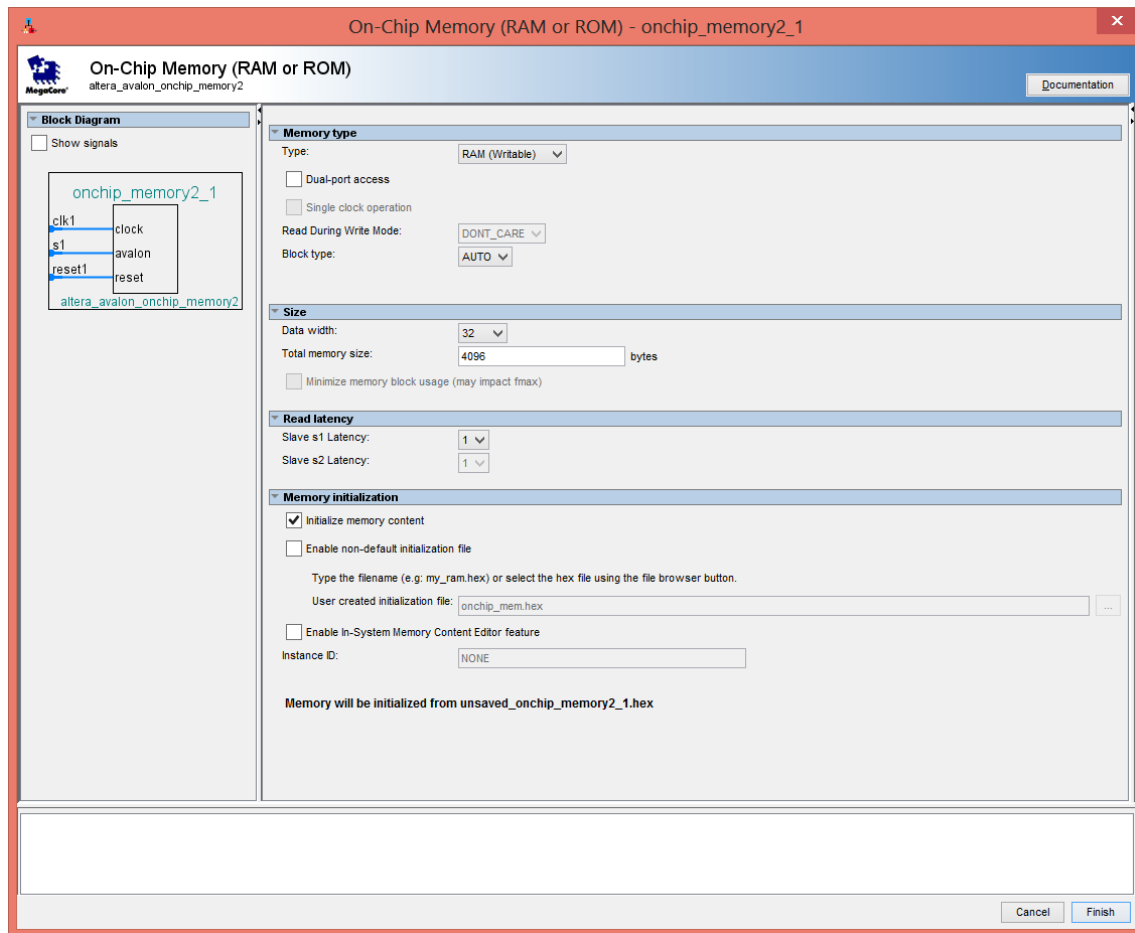 On-Chip Memory (RAM or ROM) - onchip_memory2_1
On-Chip Memory (RAM or ROM)
altera_avalon_onchip_memory2
MegaCore'
Documentation
Block Diagram
Show signals
onchip_memory2_1
clk1
clock
s1
avalon
reset1
reset
altera_avalon_onchip_memory2
Memory type
Type: RAM (Writable)
Dual-port access
Single clock operation
Read During Write Mode: DONT_CARE
Block type: AUTO
Size
Data width: 32
Total memory size: 4096 bytes
Minimize memory block usage (may impact fmax)
Read latency
Slave s1 Latency: 1
Slave s2 Latency: 1
Memory initialization
Initialize memory content
Enable non-default initialization file
Type the filename (e.g: my_ram.hex) or select the hex file using the file browser button.
User created initialization file: onchip_mem.hex ...
Enable In-System Memory Content Editor feature
Instance ID: NONE
Memory will be initialized from unsaved_onchip_memory2_1.hex
Cancel Finish